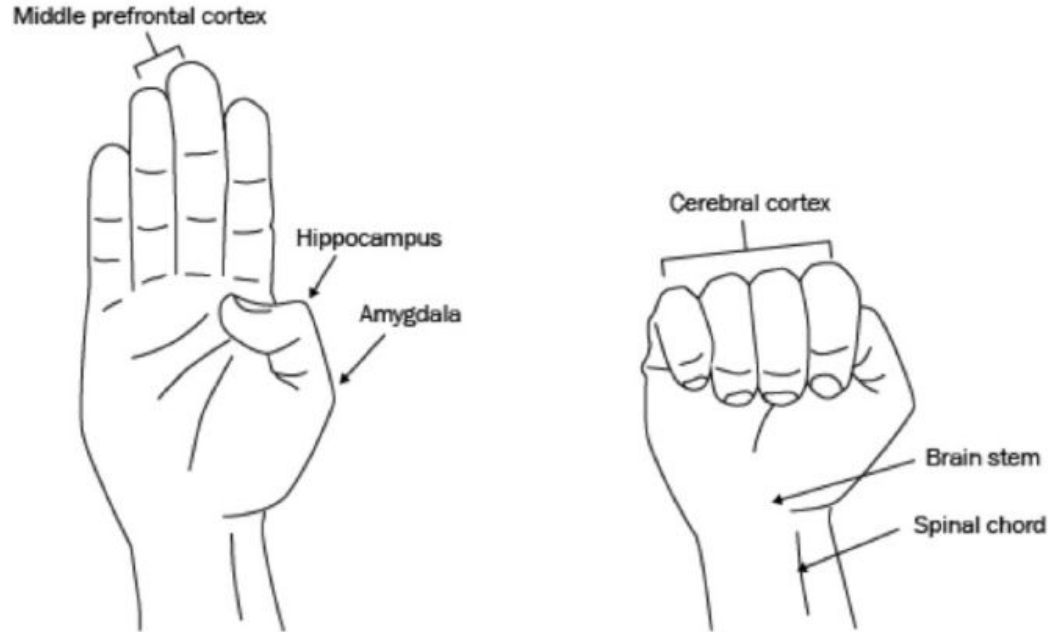 Middle prefrontal cortex
Hippocampus
Amygdala
Cerebral cortex
Brain stem
Spinal chord